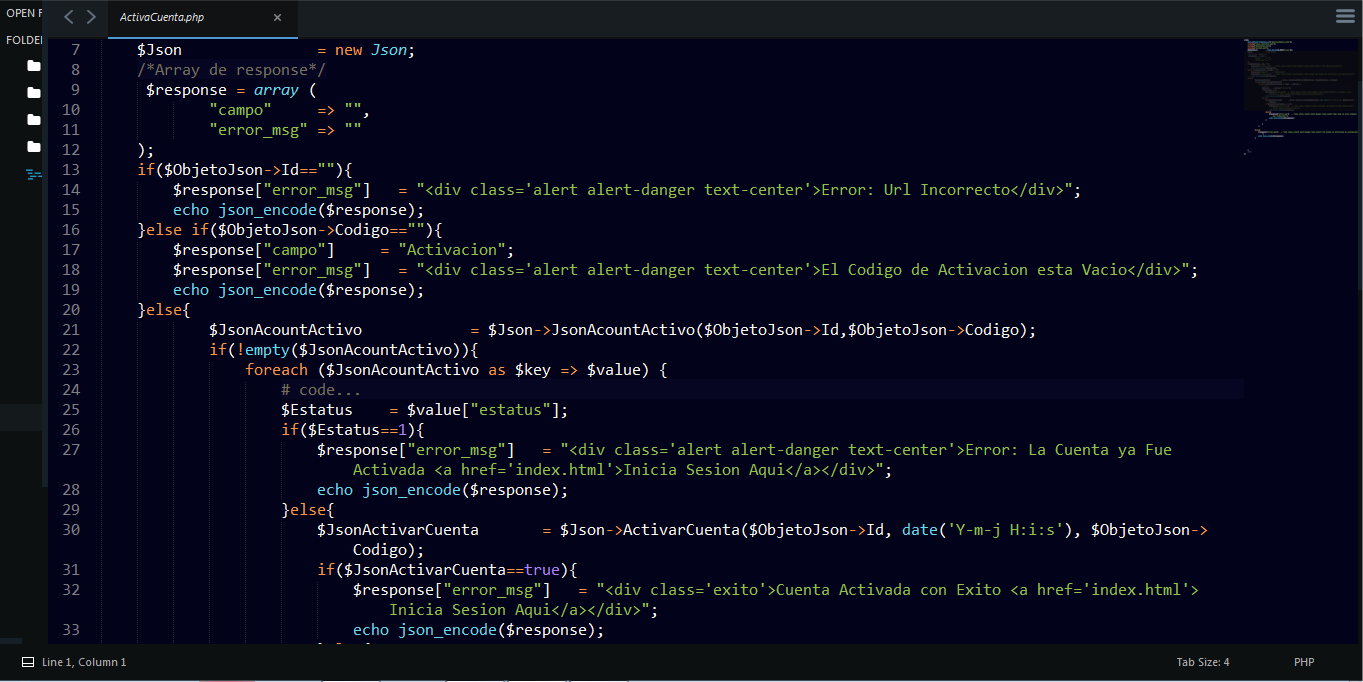 OPEN F
FOLDE
ActivaCuenta.php ×
7 $Json = new Json;
8 /*Array de response*/
9 $response = array (
10 "campo" => "",
11 "error_msg" => ""
12 );
13 if($ObjetoJson->Id==""){
14 $response["error_msg"] = "<div class='alert alert-danger text-center'>Error: Url Incorrecto</div>";
15 echo json_encode($response);
16 }else if($ObjetoJson->Codigo==""){
17 $response["campo"] = "Activacion";
18 $response["error_msg"] = "<div class='alert alert-danger text-center'>El Codigo de Activacion esta Vacio</div>";
19 echo json_encode($response);
20 }else{
21 $JsonAcountActivo = $Json->JsonAcountActivo($ObjetoJson->Id,$ObjetoJson->Codigo);
22 if(!empty($JsonAcountActivo)){
23 foreach ($JsonAcountActivo as $key => $value) {
24 # code...
25 $Estatus = $value["estatus"];
26 if($Estatus==1){
27 $response["error_msg"] = "<div class='alert alert-danger text-center'>Error: La Cuenta ya Fue
Activada <a href='index.html'>Inicia Sesion Aqui</a></div>";
28 echo json_encode($response);
29 }else{
30 $JsonActivarCuenta = $Json->ActivarCuenta($ObjetoJson->Id, date('Y-m-j H:i:s'), $ObjetoJson->
Codigo);
31 if($JsonActivarCuenta==true){
32 $response["error_msg"] = "<div class='exito'>Cuenta Activada con Exito <a href='index.html'>
Inicia Sesion Aqui</a></div>";
33 echo json_encode($response);
Line 1, Column 1
Tab Size: 4
PHP